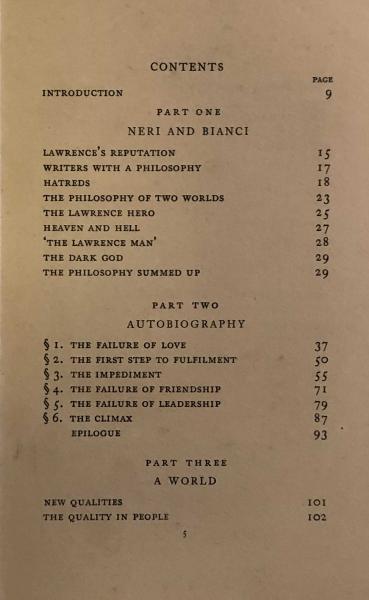 CONTENTS
PAGE
INTRODUCTION 9
PART ONE
NERI AND BIANCI
LAWRENCE'S REPUTATION 15
WRITERS WITH A PHILOSOPHY 17
HATREDS 18
THE PHILOSOPHY OF TWO WORLDS 23
THE LAWRENCE HERO 25
HEAVEN AND HELL 27
'THE LAWRENCE MAN' 28
THE DARK GOD 29
THE PHILOSOPHY SUMMED UP 29
PART TWO
AUTOBIOGRAPHY
§ 1. THE FAILURE OF LOVE 37
§ 2. THE FIRST STEP TO FULFILMENT 50
§ 3. THE IMPEDIMENT 55
§ 4. THE FAILURE OF FRIENDSHIP 71
§ 5. THE FAILURE OF LEADERSHIP 79
§ 6. THE CLIMAX 87
EPILOGUE 93
PART THREE
A WORLD
NEW QUALITIES 101
THE QUALITY IN PEOPLE 102
5